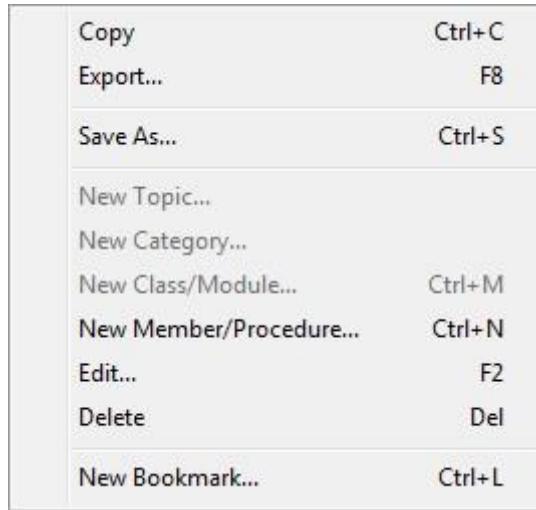 Copy Ctrl+C
Export... F8
Save As... Ctrl+S
New Topic...
New Category...
New Class/Module... Ctrl+M
New Member/Procedure... Ctrl+N
Edit... F2
Delete Del
New Bookmark... Ctrl+L